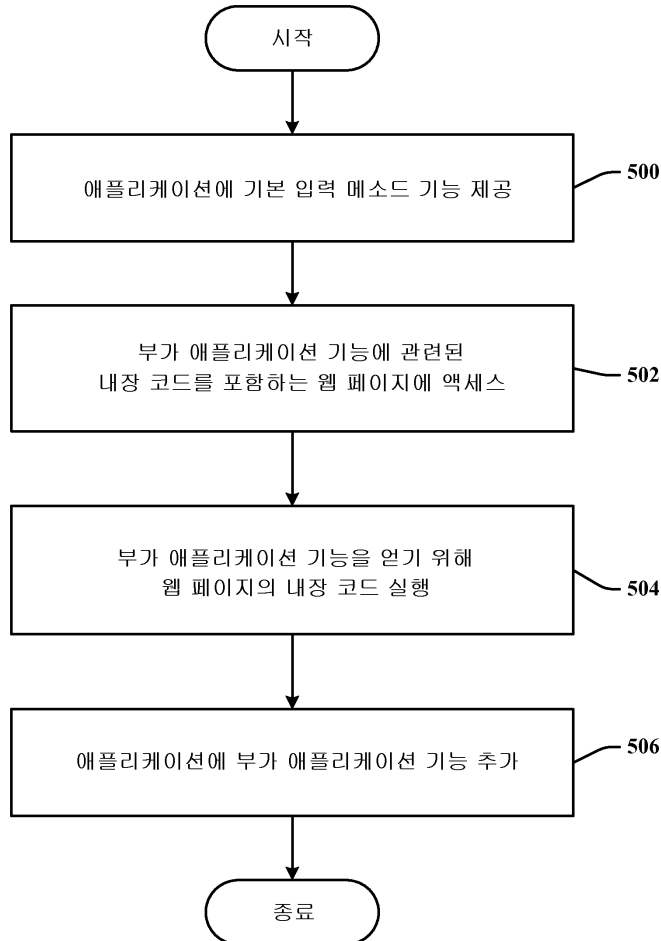 시작
애플리케이션에 기본 입력 메소드 기능 제공
500
부가 애플리케이션 기능에 관련된
내장 코드를 포함하는 웹 페이지에 액세스
502
부가 애플리케이션 기능을 얻기 위해
웹 페이지의 내장 코드 실행
504
애플리케이션에 부가 애플리케이션 기능 추가
506
종료